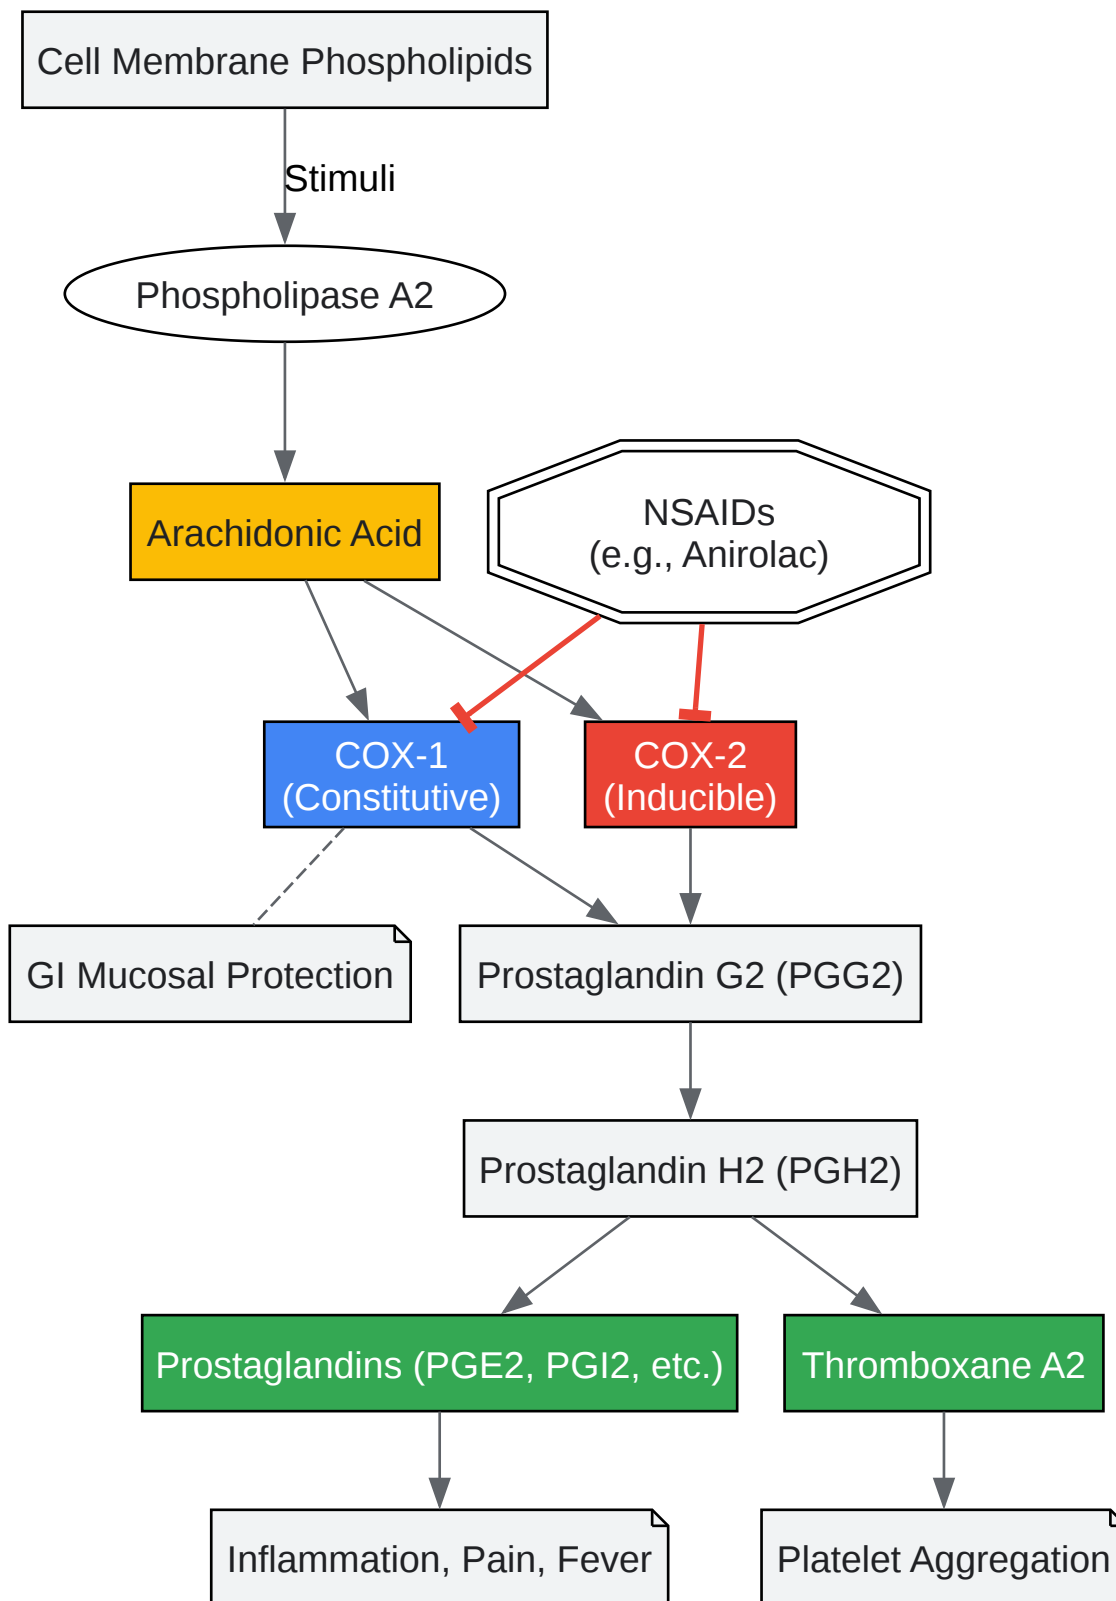 Cell Membrane Phospholipids
Stimuli
Phospholipase A2
Arachidonic Acid
NSAIDs
(e.g., Anirolac)
COX-1
(Constitutive)
COX-2
(Inducible)
GI Mucosal Protection
Prostaglandin G2 (PGG2)
Prostaglandin H2 (PGH2)
Prostaglandins (PGE2, PGI2, etc.)
Thromboxane A2
Inflammation, Pain, Fever
Platelet Aggregation